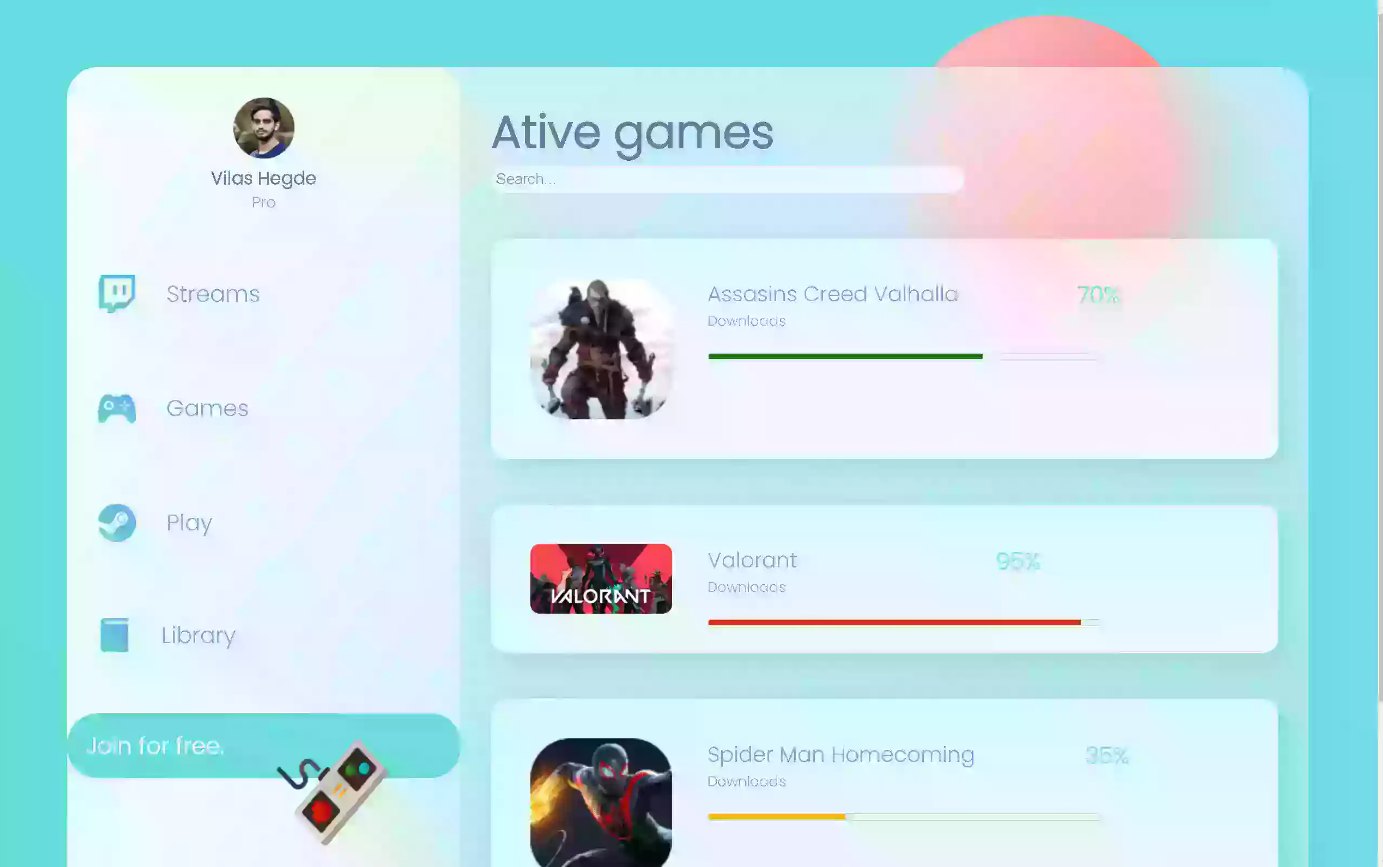 Vilas Hegde
Pro
Streams
Games
Play
Library
Join for free.
Ative games
Search...
Assasins Creed Valhalla
70%
Downloads
VALORANT
Valorant
95%
Downloads
Spider Man Homecoming
35%
Downloads